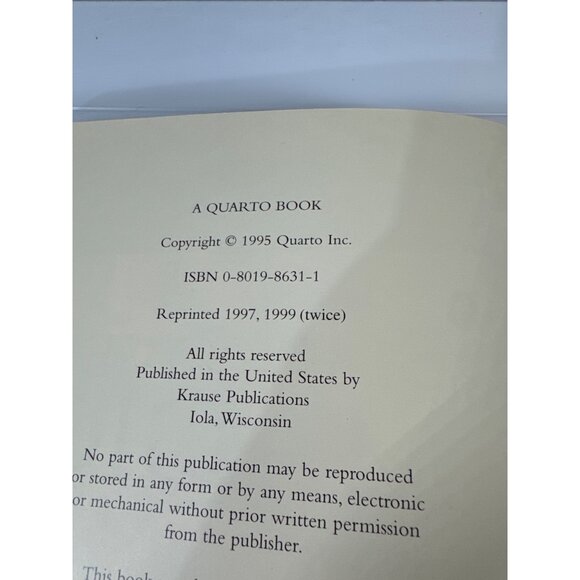 A QUARTO BOOK
Copyright © 1995 Quarto Inc.
ISBN 0-8019-8631-1
Reprinted 1997, 1999 (twice)
All rights reserved
Published in the United States by
Krause Publications
Iola, Wisconsin
No part of this publication may be reproduced
or stored in any form or by any means, electronic
or mechanical without prior written permission
from the publisher.
This book